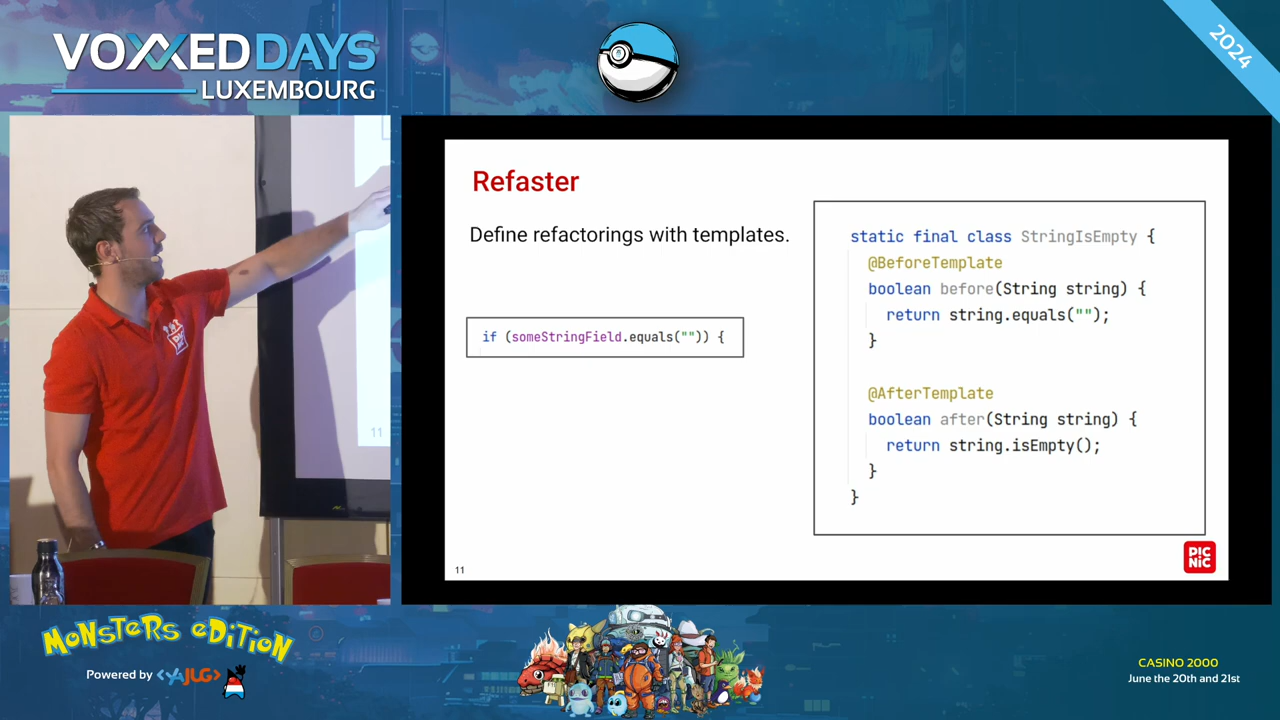 VOXXED DAYS
LUXEMBOURG
2024
11
Refaster
Define refactorings with templates.
if (someStringField.equals("")) {
static final class StringIsEmpty {
@BeforeTemplate
boolean before(String string) {
return string.equals("");
}
@AfterTemplate
boolean after(String string) {
return string.isEmpty();
}
}
11
PIC
NIC
MONSTERS EDITION
Powered by <YAJUG>
CASINO 2000
June the 20th and 21st